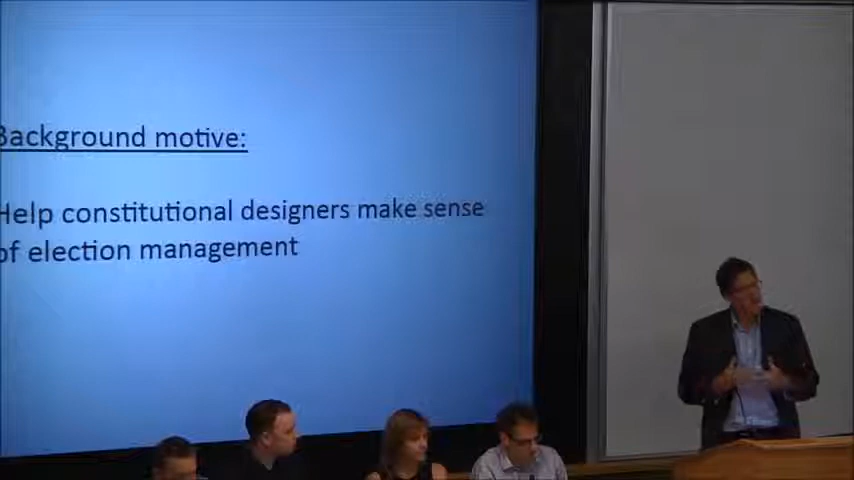 Background motive:
Help constitutional designers make sense
of election management